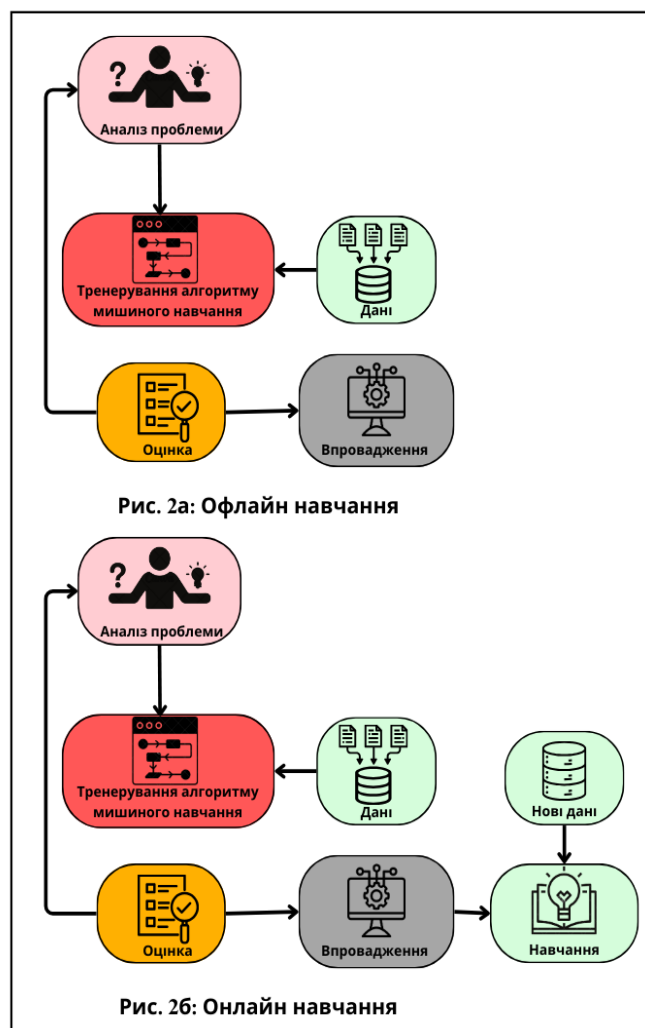 ?
Аналіз проблеми
Тренерування алгоритму
мишиного навчання
Дані
Оцінка
Впровадження
Рис. 2а: Офлайн навчання
?
Аналіз проблеми
Тренерування алгоритму
мишиного навчання
Дані
Нові дані
Оцінка
Впровадження
Навчання
Рис. 2б: Онлайн навчання